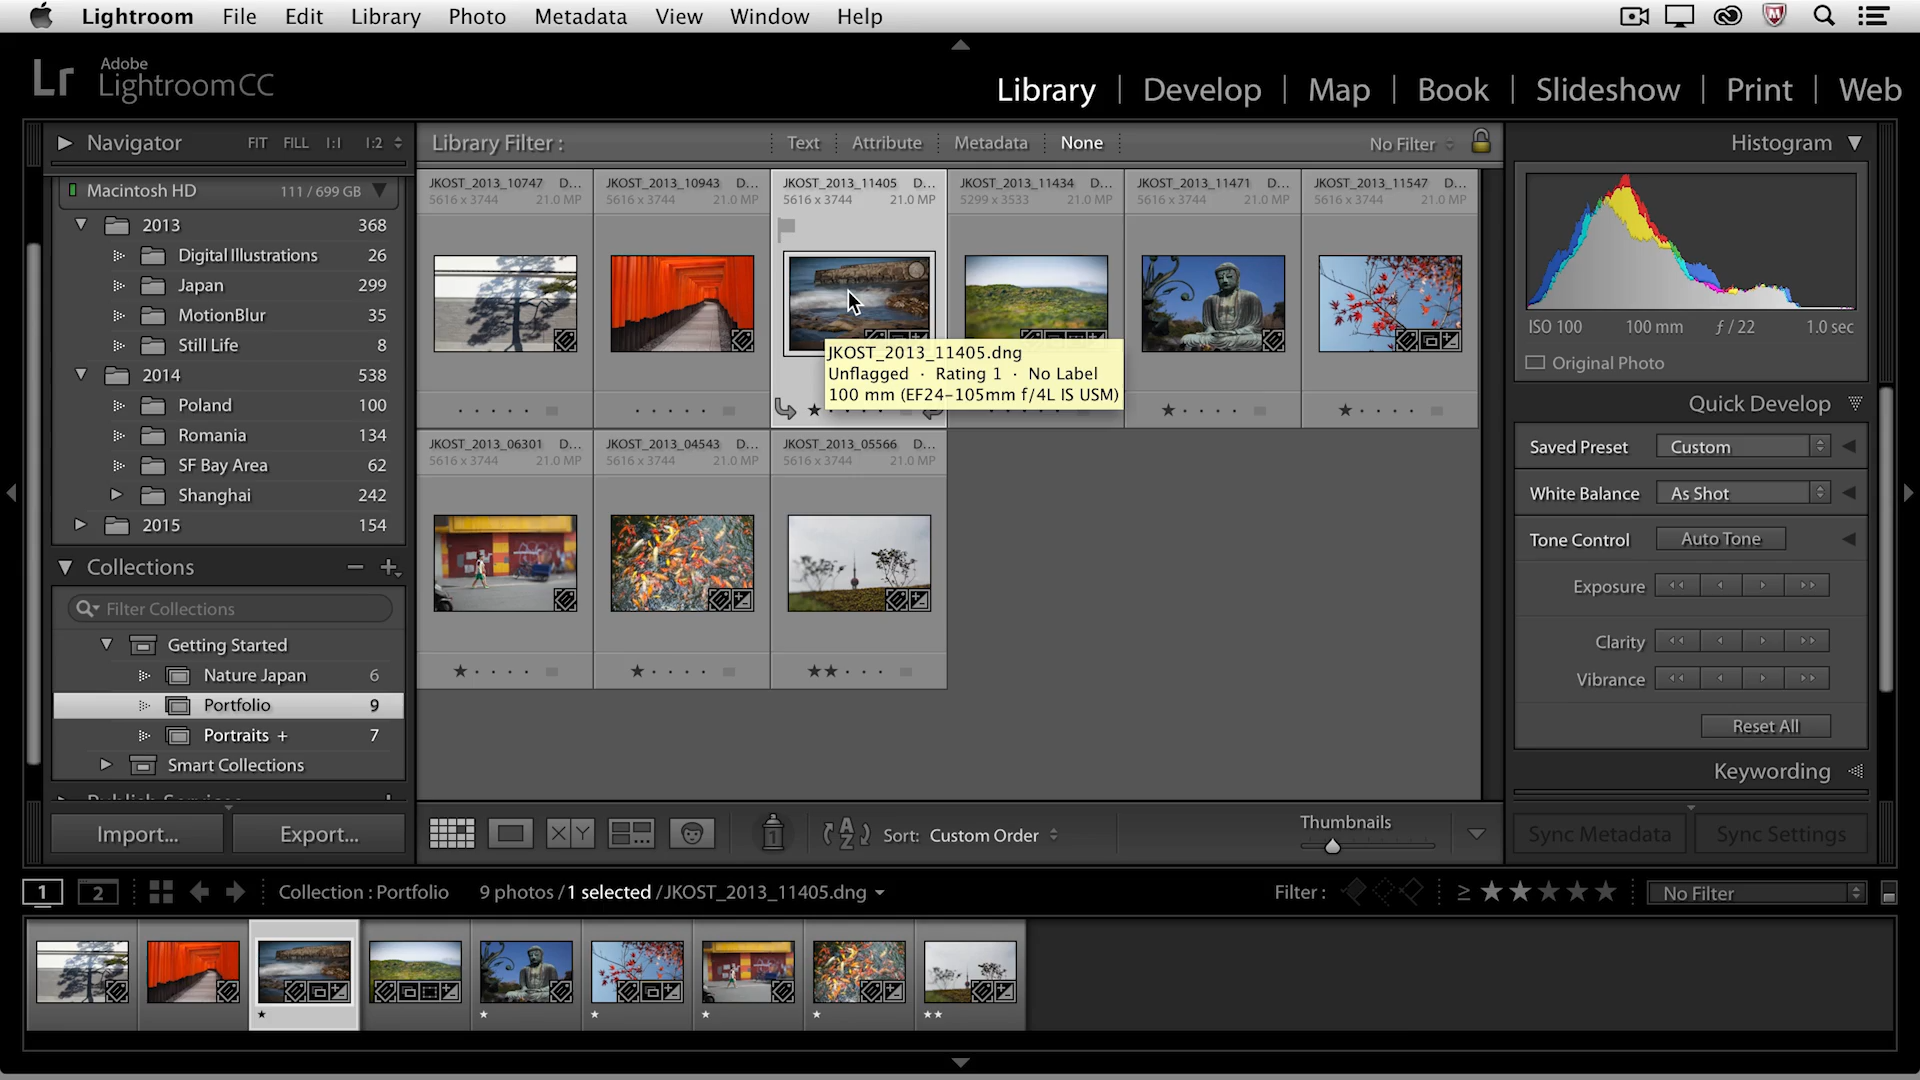 Lightroom File Edit Library Photo Metadata View Window Help
Lr Adobe
Lightroom CC
Library | Develop | Map | Book | Slideshow | Print | Web
Navigator FIT FILL 1:1 1:2
Macintosh HD 111 / 699 GB
2013 368
Digital Illustrations 26
Japan 299
MotionBlur 35
Still Life 8
2014 538
Poland 100
Romania 134
SF Bay Area 62
Shanghai 242
2015 154
Collections
Filter Collections
Getting Started
Nature Japan 6
Portfolio 9
Portraits + 7
Smart Collections
Import... Export...
Library Filter : Text Attribute Metadata None No Filter
JKOST_2013_10747 D...
5616 x 3744 21.0 MP
JKOST_2013_10943 D...
5616 x 3744 21.0 MP
JKOST_2013_11405 D...
5616 x 3744 21.0 MP
JKOST_2013_11434 D...
5299 x 3533 21.0 MP
JKOST_2013_11471 D...
5616 x 3744 21.0 MP
JKOST_2013_11547 D...
5616 x 3744 21.0 MP
JKOST_2013_11405.dng
Unflagged · Rating 1 · No Label
100 mm (EF24-105mm f/4L IS USM)
JKOST_2013_06301 D...
5616 x 3744 21.0 MP
JKOST_2013_04543 D...
5616 x 3744 21.0 MP
JKOST_2013_05566 D...
5616 x 3744 21.0 MP
XY 1 AZ Sort: Custom Order Thumbnails
Histogram
ISO 100 100 mm ƒ / 22 1.0 sec
Original Photo
Quick Develop
Saved Preset Custom
White Balance As Shot
Tone Control Auto Tone
Exposure
Clarity
Vibrance
Reset All
Keywording
Sync Metadata Sync Settings
1 2 Collection : Portfolio 9 photos / 1 selected / JKOST_2013_11405.dng Filter : ≥ No Filter